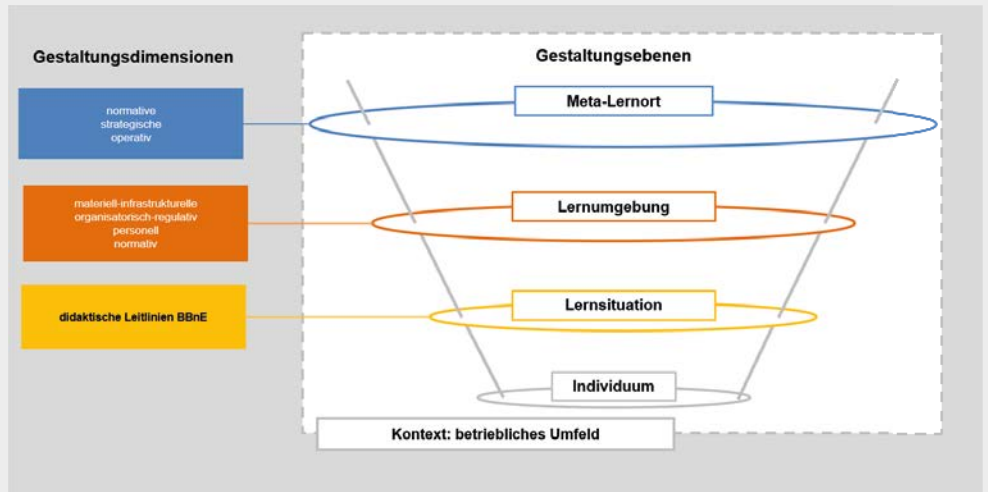 Gestaltungsdimensionen
normative
strategische
operativ
materiell-infrastrukturelle
organisatorisch-regulativ
personell
normativ
didaktische Leitlinien BBnE
Gestaltungsebenen
Meta-Lernort
Lernumgebung
Lernsituation
Individuum
Kontext: betriebliches Umfeld